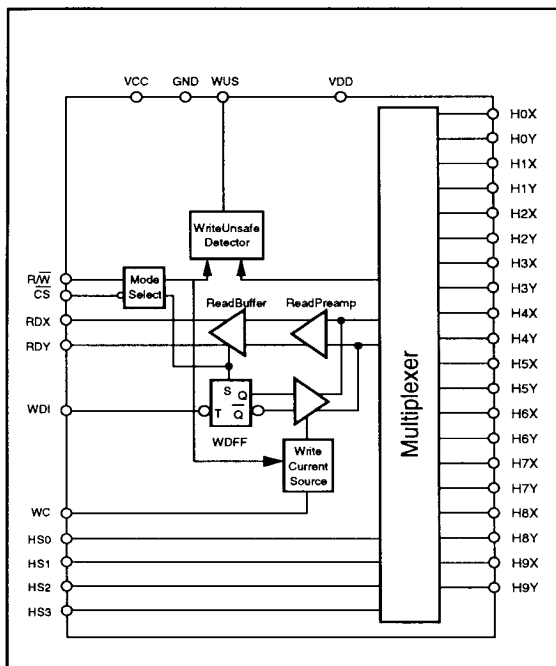 VCC GND WUS VDD
H0X
H0Y
H1X
H1Y
H2X
H2Y
H3X
H3Y
H4X
H4Y
H5X
H5Y
H6X
H6Y
H7X
H7Y
H8X
H8Y
H9X
H9Y
Multiplexer
WriteUnsafe
Detector
R/W̅
C̅S̅
Mode
Select
RDX
RDY
ReadBuffer
ReadPreamp
WDI
S
Q
T
Q̅
WDFF
Write
Current
Source
WC
HS0
HS1
HS2
HS3